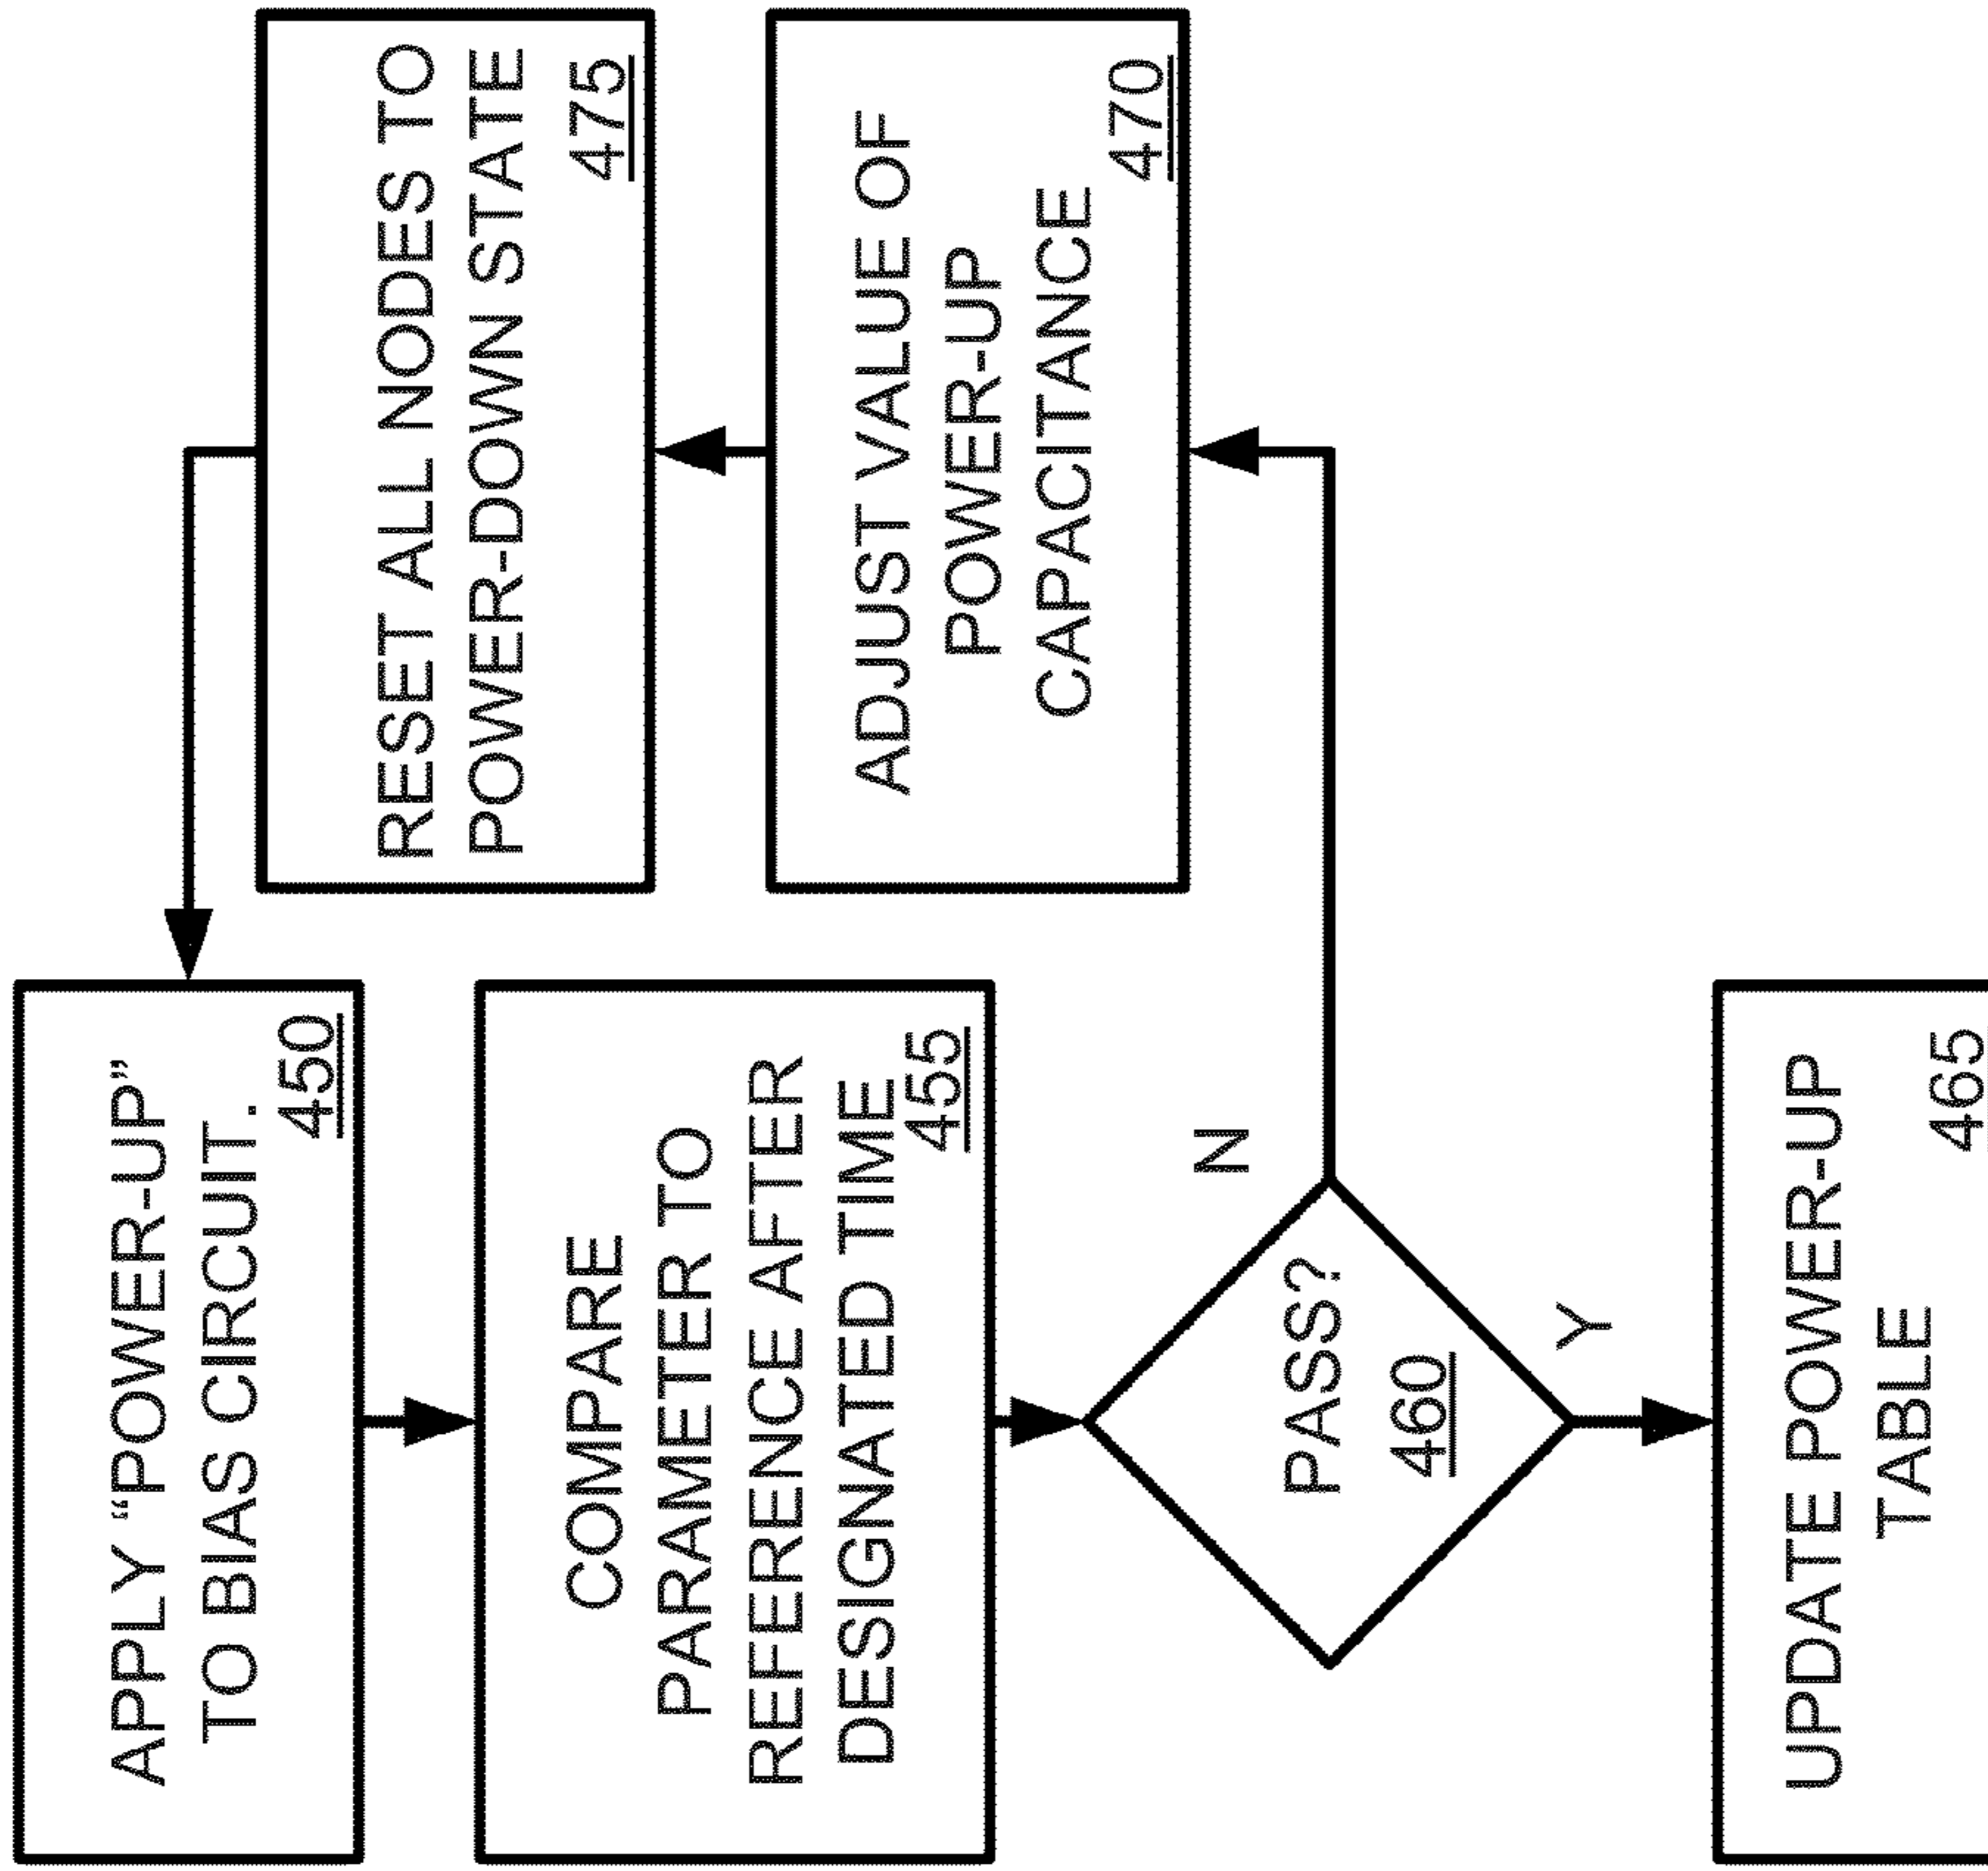 APPLY “POWER-UP”
TO BIAS CIRCUIT.
450
COMPARE
PARAMETER TO
REFERENCE AFTER
DESIGNATED TIME
455
PASS?
460
N
Y
UPDATE POWER-UP
TABLE
465
ADJUST VALUE OF
POWER-UP
CAPACITANCE
470
RESET ALL NODES TO
POWER-DOWN STATE
475